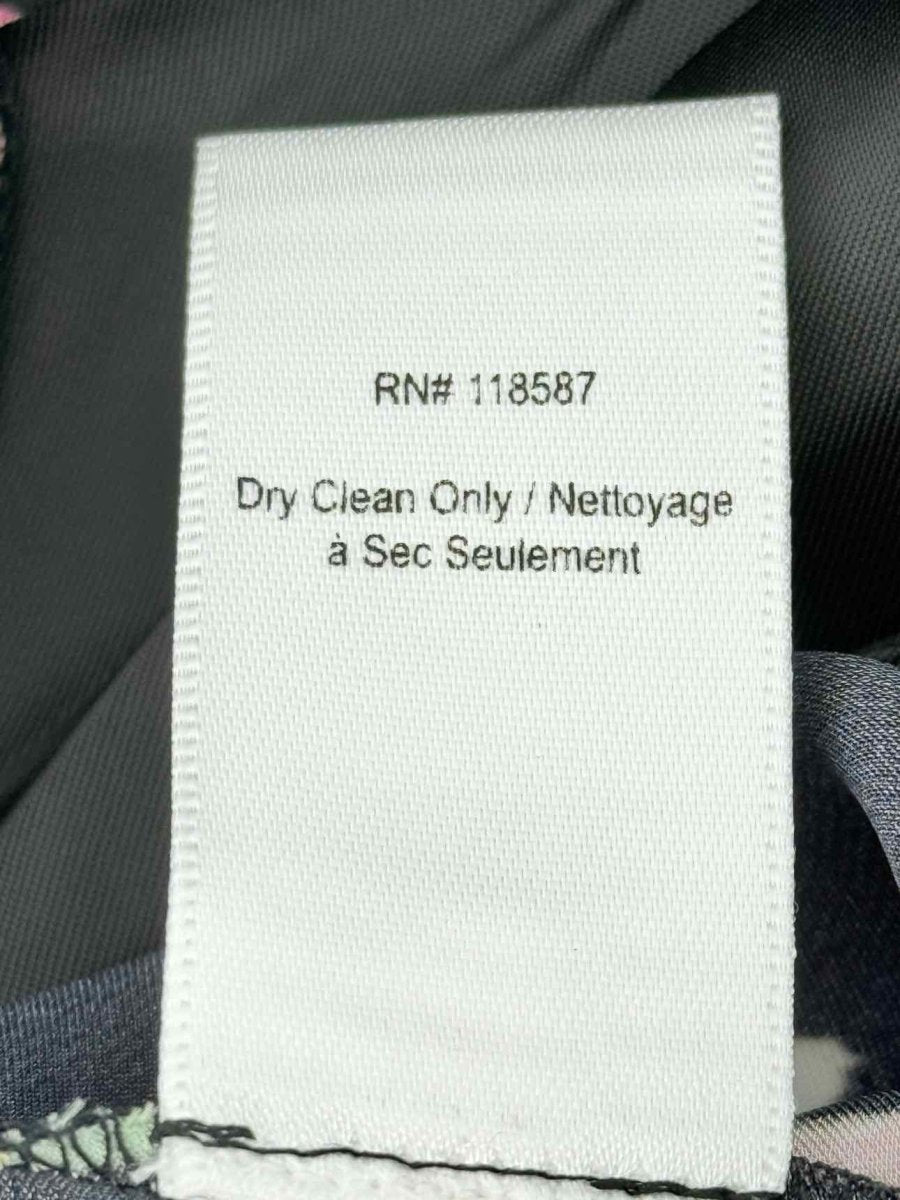 RN# 118587
Dry Clean Only / Nettoyage
à Sec Seulement